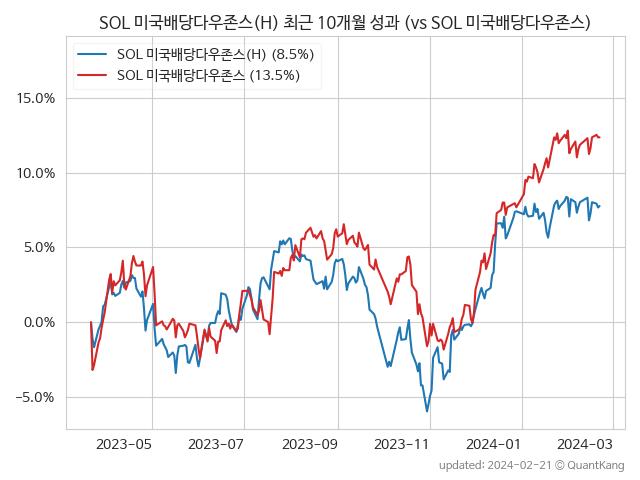 SOL 미국배당다우존스(H) 최근 10개월 성과 (vs SOL 미국배당다우존스)
SOL 미국배당다우존스(H) (8.5%)
SOL 미국배당다우존스 (13.5%)
15.0%
10.0%
5.0%
0.0%
−5.0%
2023-05
2023-07
2023-09
2023-11
2024-01
2024-03
updated: 2024-02-21 © QuantKang